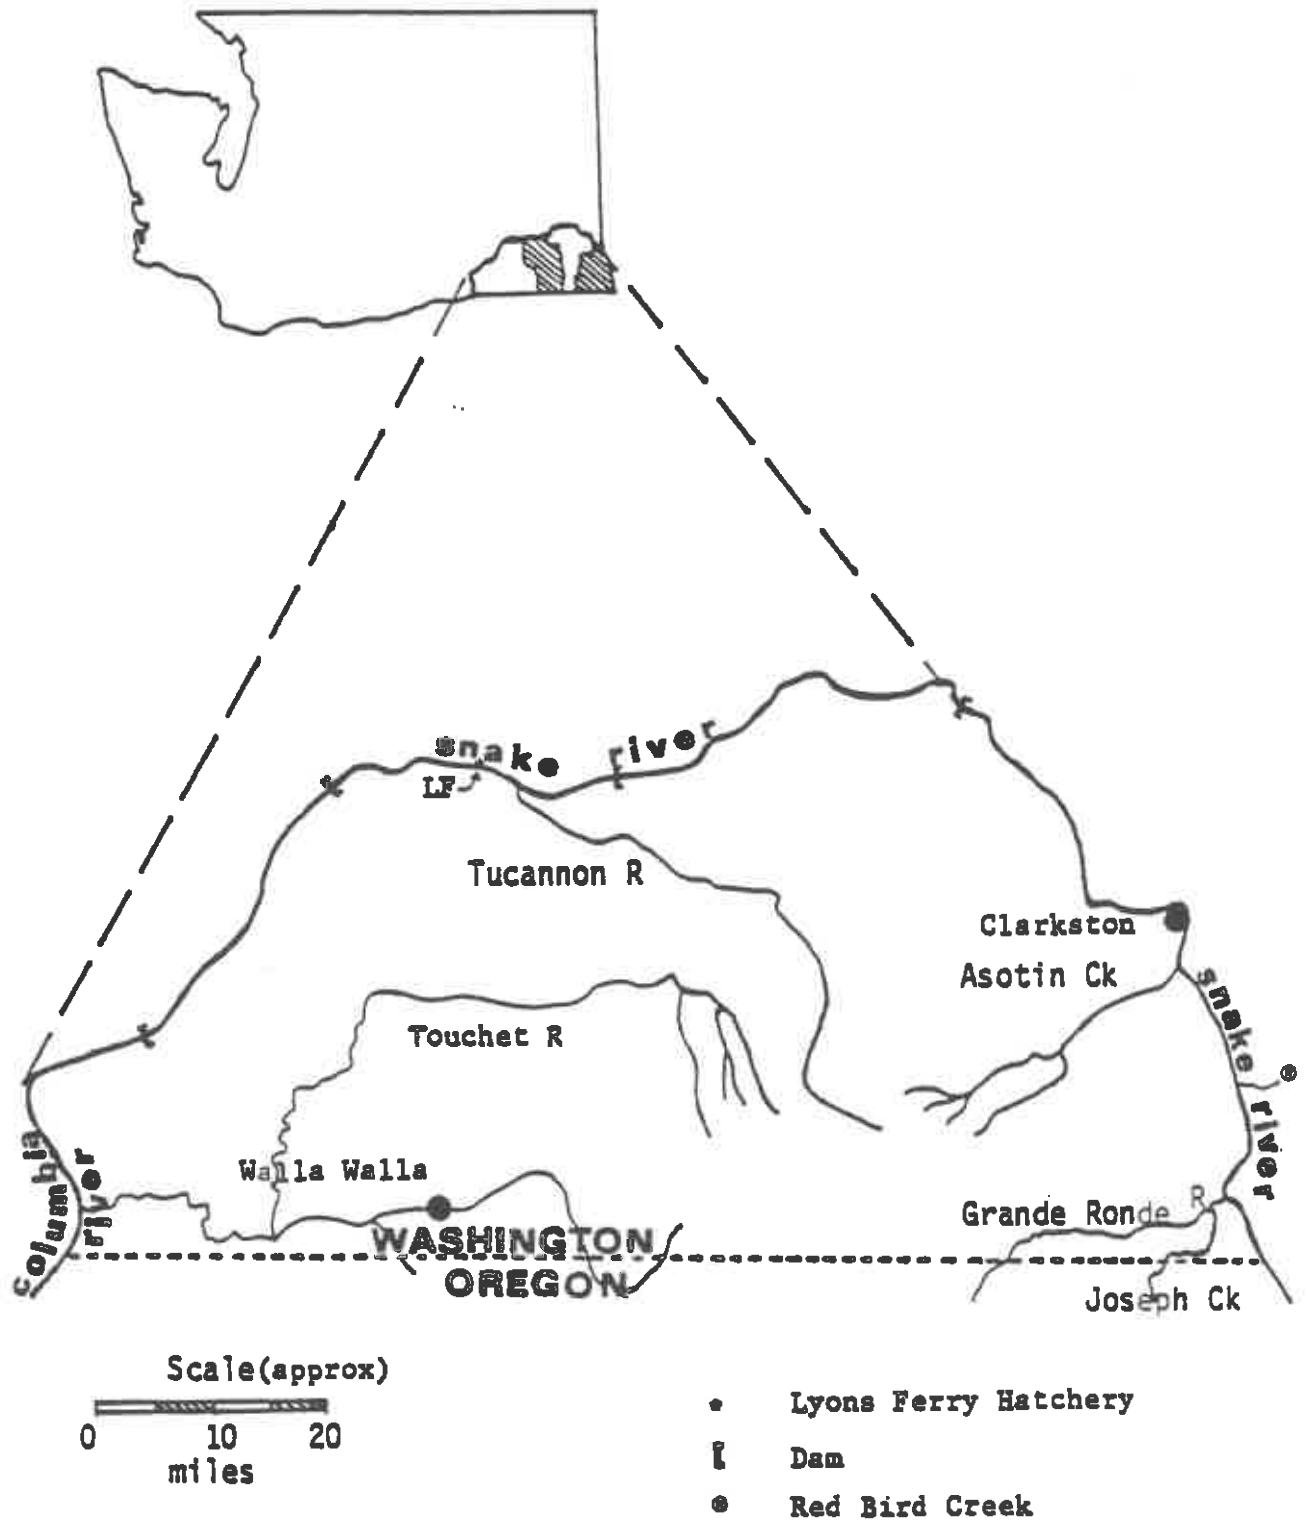 snake river
LF
Tucannon R
Clarkston
Asotin Ck
snake river
®
Touchet R
Columbia river
Walla Walla
Grande Ronde R
WASHINGTON
OREGON
Joseph Ck
Scale(approx)
0 10 20
miles
Lyons Ferry Hatchery
Dam
Red Bird Creek